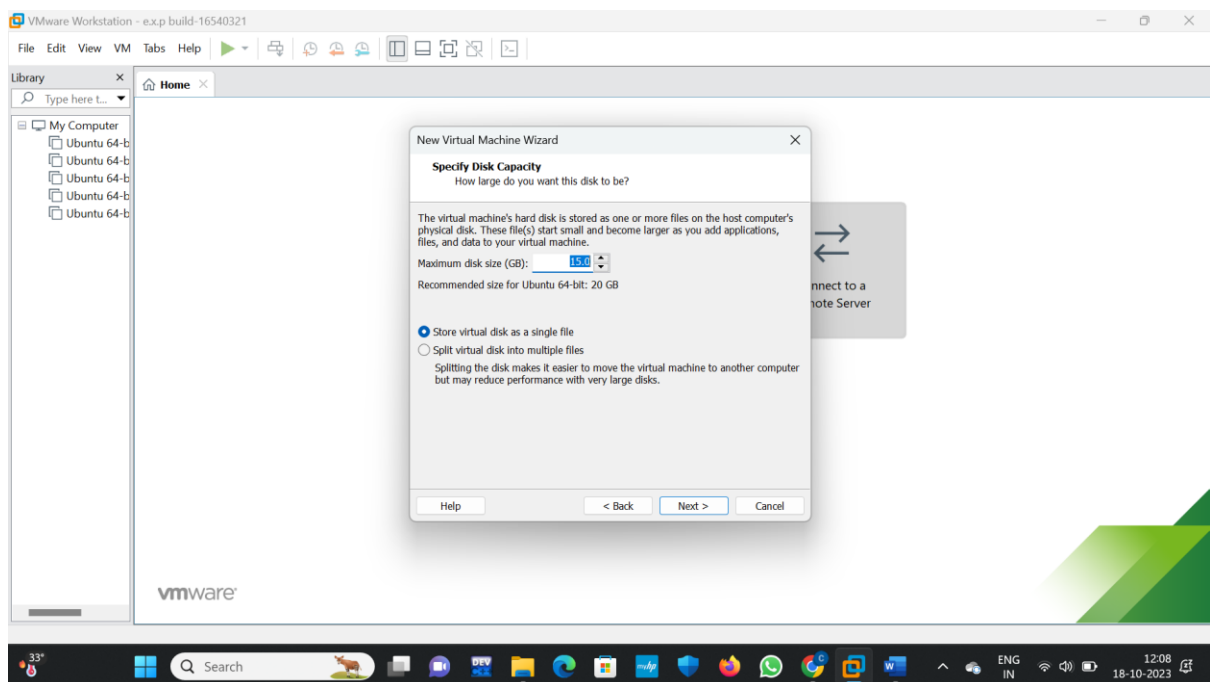 VMware Workstation - e.x.p build-16540321
File Edit View VM Tabs Help
Library
Type here t...
Home
My Computer
Ubuntu 64-b
Ubuntu 64-b
Ubuntu 64-b
Ubuntu 64-b
Ubuntu 64-b
New Virtual Machine Wizard
Specify Disk Capacity
How large do you want this disk to be?
The virtual machine's hard disk is stored as one or more files on the host computer's
physical disk. These file(s) start small and become larger as you add applications,
files, and data to your virtual machine.
Maximum disk size (GB): 15.0
Recommended size for Ubuntu 64-bit: 20 GB
Store virtual disk as a single file
Split virtual disk into multiple files
Splitting the disk makes it easier to move the virtual machine to another computer
but may reduce performance with very large disks.
Help < Back Next > Cancel
nnect to a
note Server
vmware
33°
Search
DEV
mhp
W
ENG
IN
12:08
18-10-2023